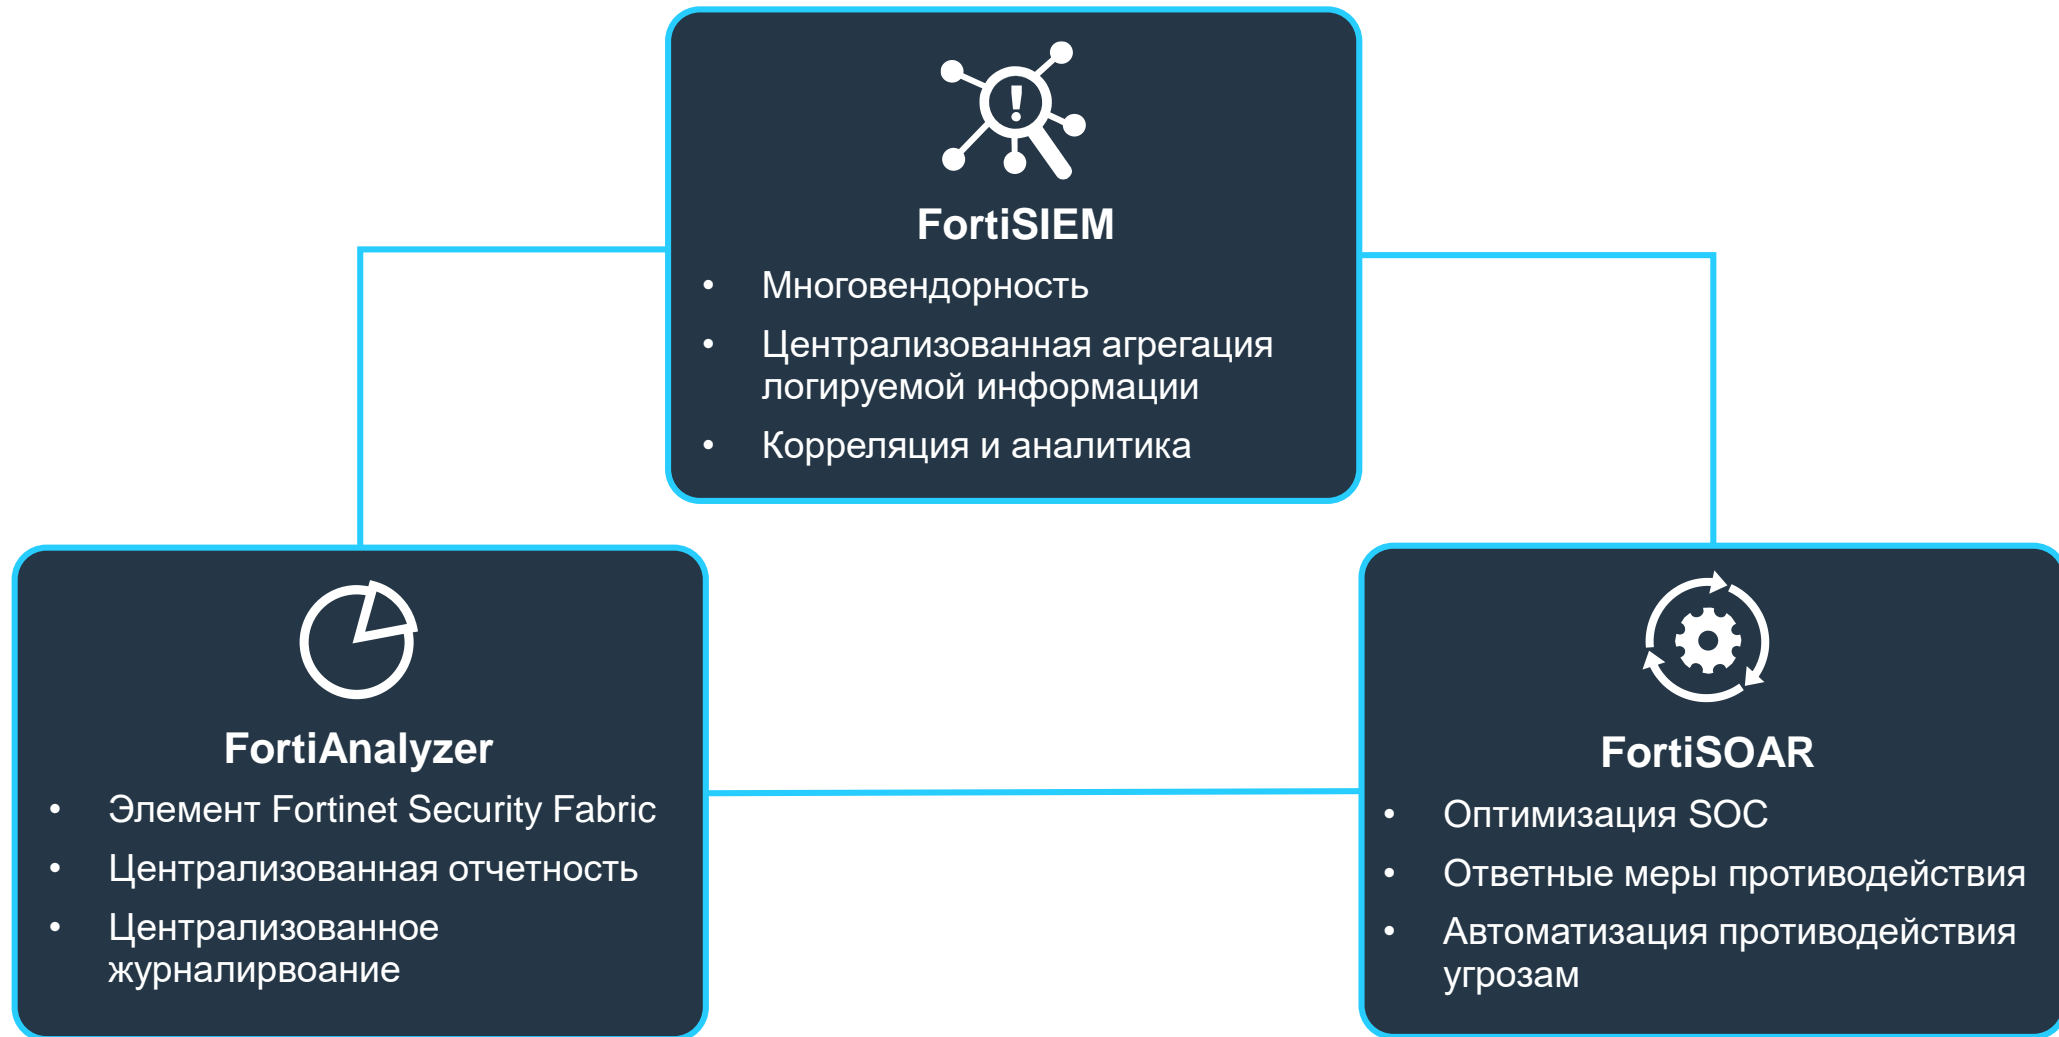 FortiSIEM
• Многовендорность
• Централизованная агрегация
логируемой информации
• Корреляция и аналитика
FortiAnalyzer
• Элемент Fortinet Security Fabric
• Централизованная отчетность
• Централизованное
журналирвоание
FortiSOAR
• Оптимизация SOC
• Ответные меры противодействия
• Автоматизация противодействия
угрозам